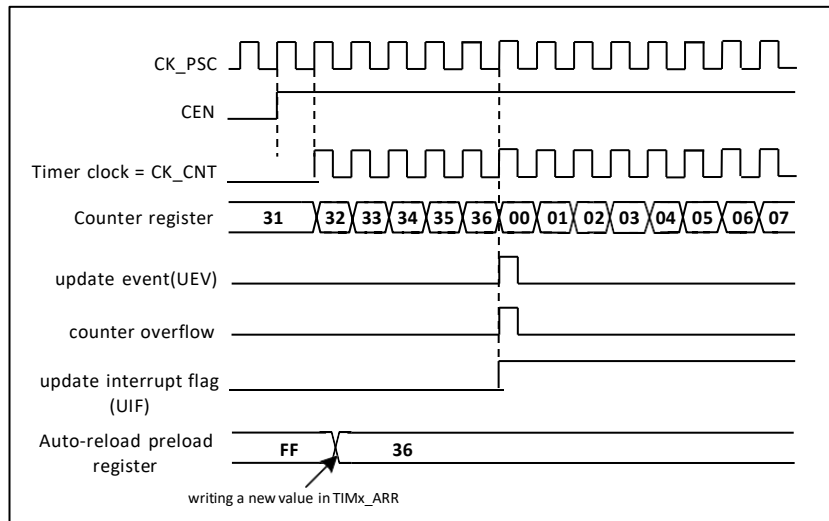 CK_PSC
CEN
Timer clock = CK_CNT
Counter register 31 32 33 34 35 36 00 01 02 03 04 05 06 07
update event(UEV)
counter overflow
update interrupt flag
(UIF)
Auto-reload preload
register FF 36
writing a new value in TIMx_ARR